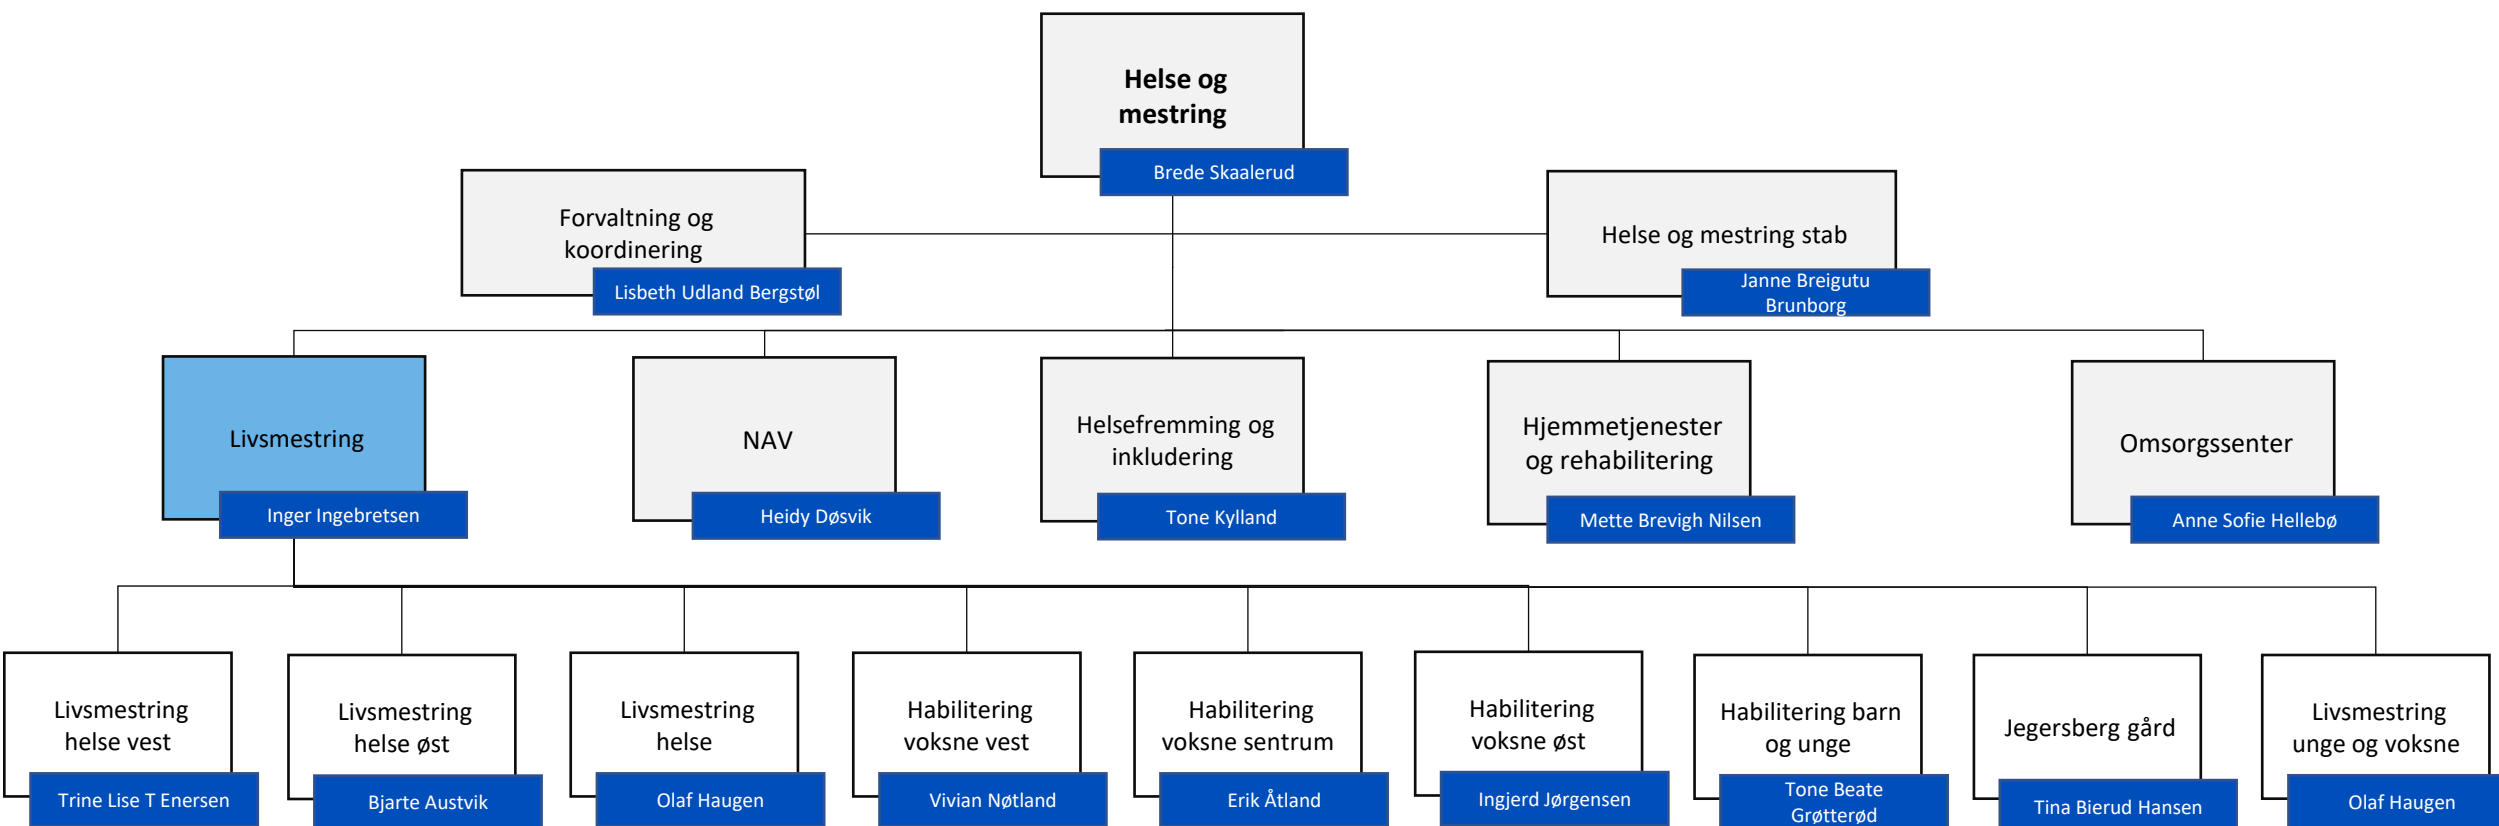 Helse og
mestring
Brede Skaalerud
Forvaltning og
koordinering
Lisbeth Udland Bergstøl
Helse og mestring stab
Janne Breigutu
Brunborg
Livsmestring
Inger Ingebretsen
NAV
Heidy Døsvik
Helsefremming og
inkludering
Tone Kylland
Hjemmetjenester
og rehabilitering
Mette Brevigh Nilsen
Omsorgssenter
Anne Sofie Hellebø
Livsmestring
helse vest
Trine Lise T Enersen
Livsmestring
helse øst
Bjarte Austvik
Livsmestring
helse
Olaf Haugen
Habilitering
voksne vest
Vivian Nøtland
Habilitering
voksne sentrum
Erik Åtland
Habilitering
voksne øst
Ingjerd Jørgensen
Habilitering barn
og unge
Tone Beate
Grøtterød
Jegersberg gård
Tina Bierud Hansen
Livsmestring
unge og voksne
Olaf Haugen